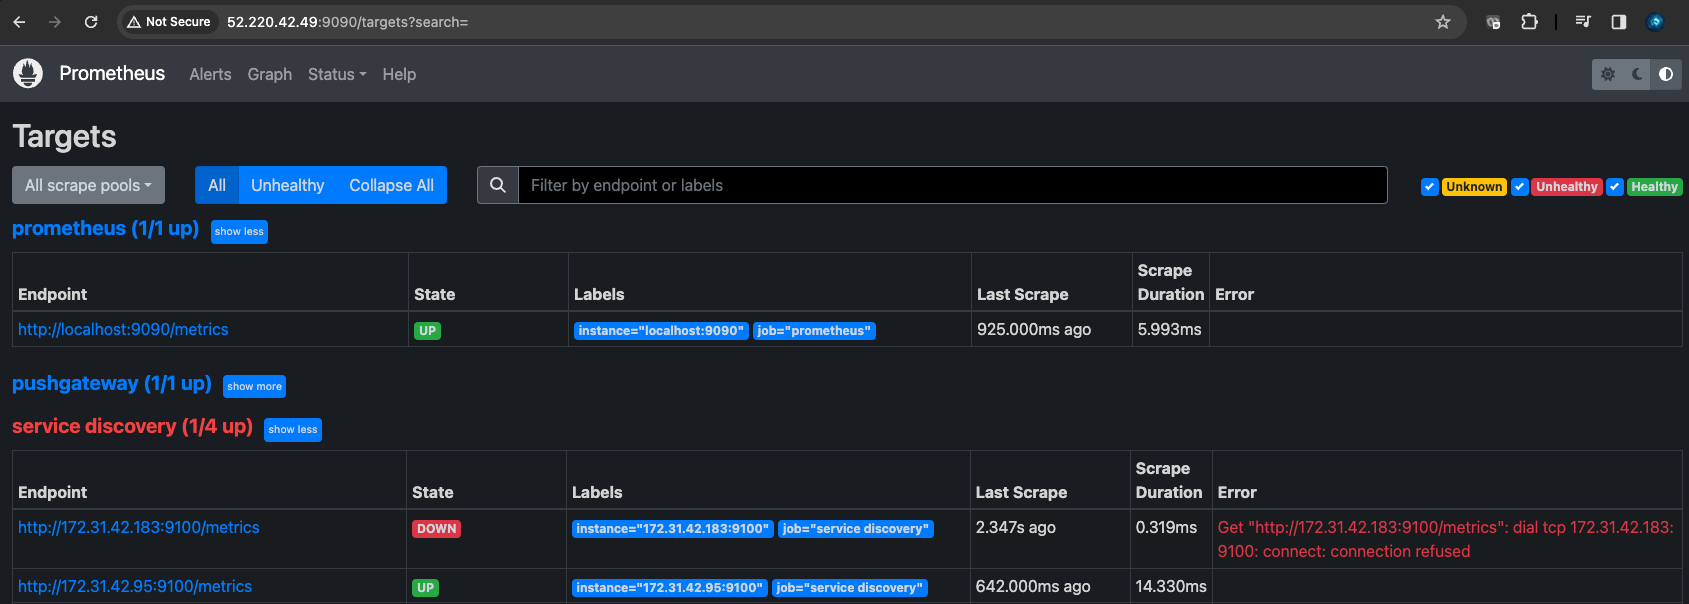 Not Secure 52.220.42.49:9090/targets?search=
Prometheus Alerts Graph Status Help
Targets
All scrape pools All Unhealthy Collapse All Filter by endpoint or labels Unknown Unhealthy Healthy
prometheus (1/1 up) show less
Endpoint State Labels Last Scrape Scrape Duration Error
http://localhost:9090/metrics UP instance="localhost:9090" job="prometheus" 925.000ms ago 5.993ms
pushgateway (1/1 up) show more
service discovery (1/4 up) show less
Endpoint State Labels Last Scrape Scrape Duration Error
http://172.31.42.183:9100/metrics DOWN instance="172.31.42.183:9100" job="service discovery" 2.347s ago 0.319ms Get "http://172.31.42.183:9100/metrics": dial tcp 172.31.42.183:
9100: connect: connection refused
http://172.31.42.95:9100/metrics UP instance="172.31.42.95:9100" job="service discovery" 642.000ms ago 14.330ms